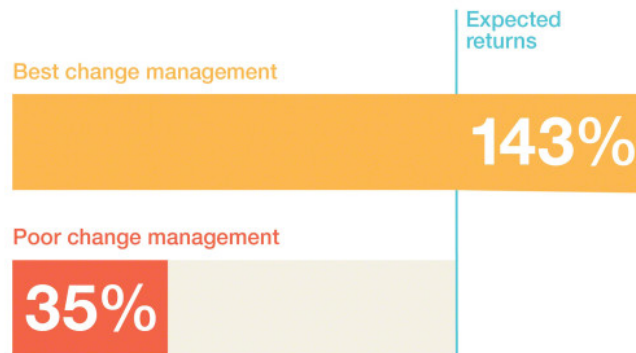 Expected
returns
Best change management
143%
Poor change management
35%